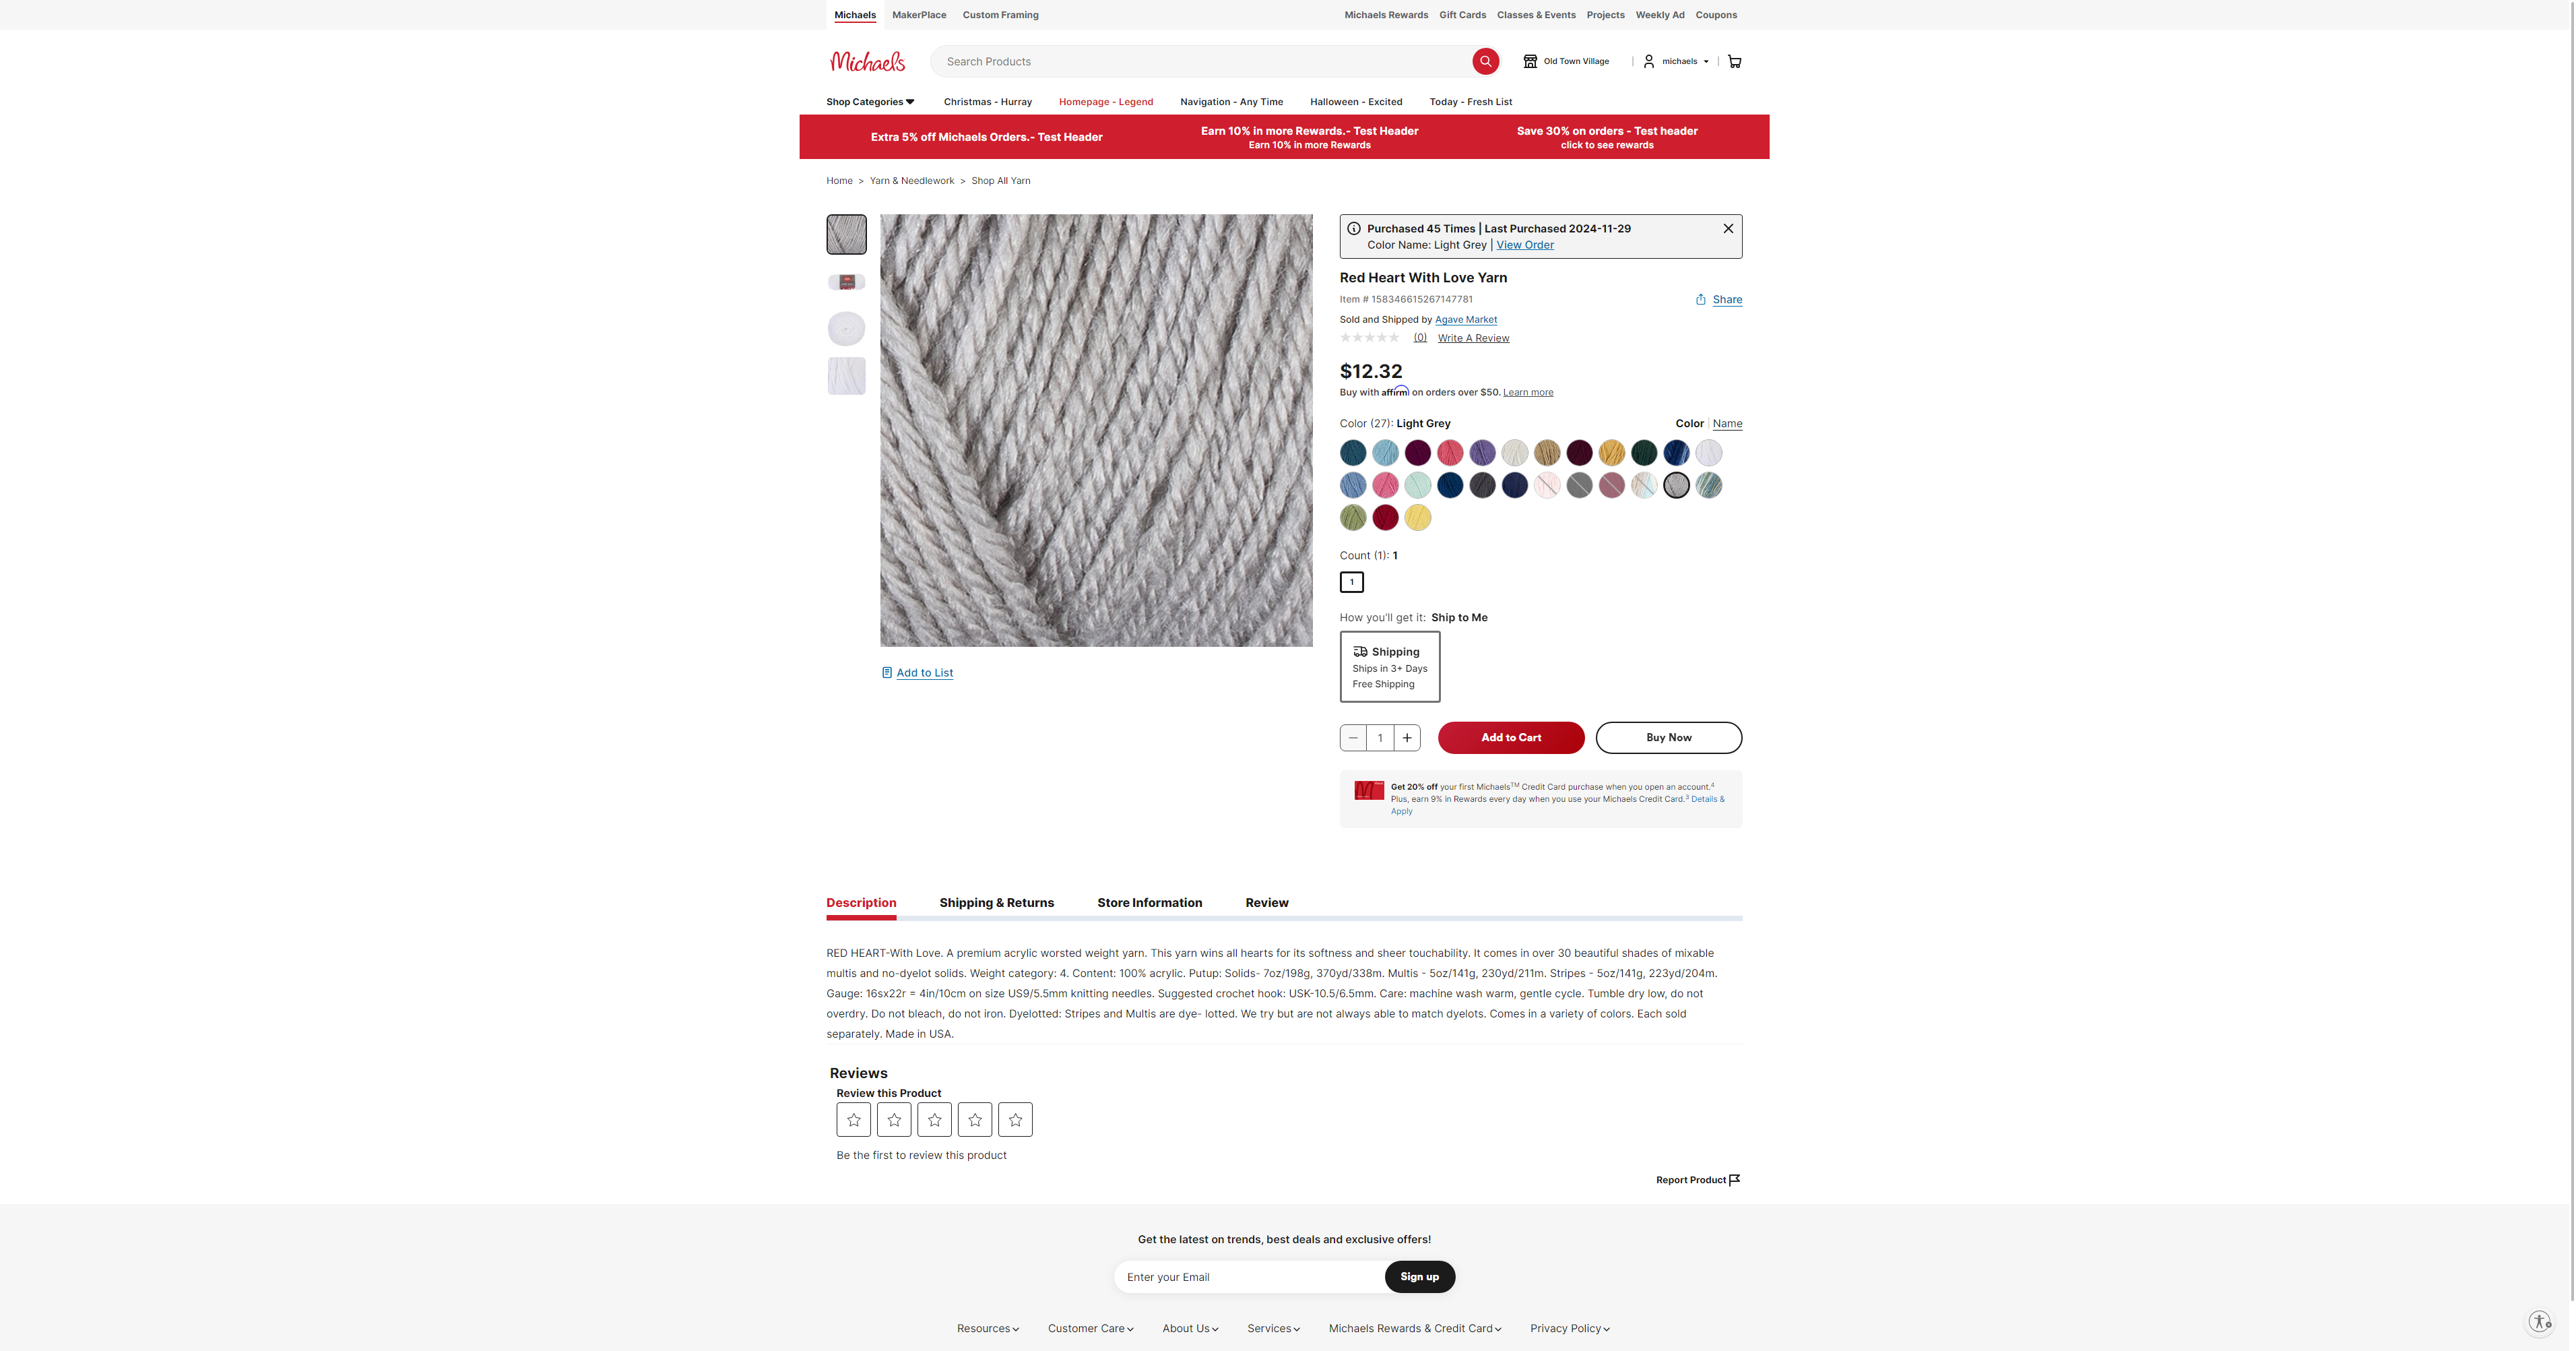 Michaels MakerPlace Custom Framing Michaels Rewards Gift Cards Classes & Events Projects Weekly Ad Coupons
Michaels Search Products Old Town Village | michaels |
Shop Categories Christmas - Hurray Homepage - Legend Navigation - Any Time Halloween - Excited Today - Fresh List
Extra 5% off Michaels Orders.- Test Header
Earn 10% in more Rewards.- Test Header
Earn 10% in more Rewards
Save 30% on orders - Test header
click to see rewards
Home > Yarn & Needlework > Shop All Yarn
Purchased 45 Times | Last Purchased 2024-11-29
Color Name: Light Grey | View Order
Red Heart With Love Yarn
Item # 158346615267147781 Share
Sold and Shipped by Agave Market
(0) Write A Review
$12.32
Buy with affirm on orders over $50. Learn more
Color (27): Light Grey Color | Name
Count (1): 1
1
How you'll get it: Ship to Me
Shipping
Ships in 3+ Days
Free Shipping
Add to List
1 Add to Cart Buy Now
Get 20% off your first Michaels™ Credit Card purchase when you open an account.⁴
Plus, earn 9% in Rewards every day when you use your Michaels Credit Card.³ Details &
Apply
Description Shipping & Returns Store Information Review
RED HEART-With Love. A premium acrylic worsted weight yarn. This yarn wins all hearts for its softness and sheer touchability. It comes in over 30 beautiful shades of mixable
multis and no-dyelot solids. Weight category: 4. Content: 100% acrylic. Putup: Solids- 7oz/198g, 370yd/338m. Multis - 5oz/141g, 230yd/211m. Stripes - 5oz/141g, 223yd/204m.
Gauge: 16sx22r = 4in/10cm on size US9/5.5mm knitting needles. Suggested crochet hook: USK-10.5/6.5mm. Care: machine wash warm, gentle cycle. Tumble dry low, do not
overdry. Do not bleach, do not iron. Dyelotted: Stripes and Multis are dye- lotted. We try but are not always able to match dyelots. Comes in a variety of colors. Each sold
separately. Made in USA.
Reviews
Review this Product
Be the first to review this product
Report Product
Get the latest on trends, best deals and exclusive offers!
Enter your Email Sign up
Resources Customer Care About Us Services Michaels Rewards & Credit Card Privacy Policy